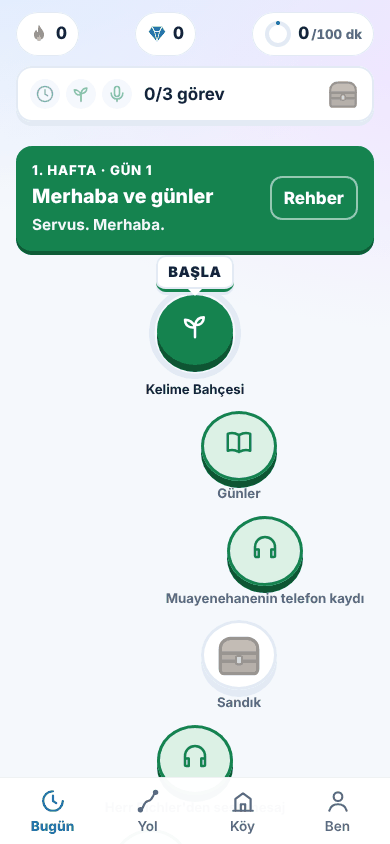 0
0
0/100 dk
0/3 görev
1. HAFTA · GÜN 1
Merhaba ve günler
Servus. Merhaba.
Rehber
BAŞLA
Kelime Bahçesi
Günler
Muayenehanenin telefon kaydı
Sandık
Bugün
Yol
Köy
Ben